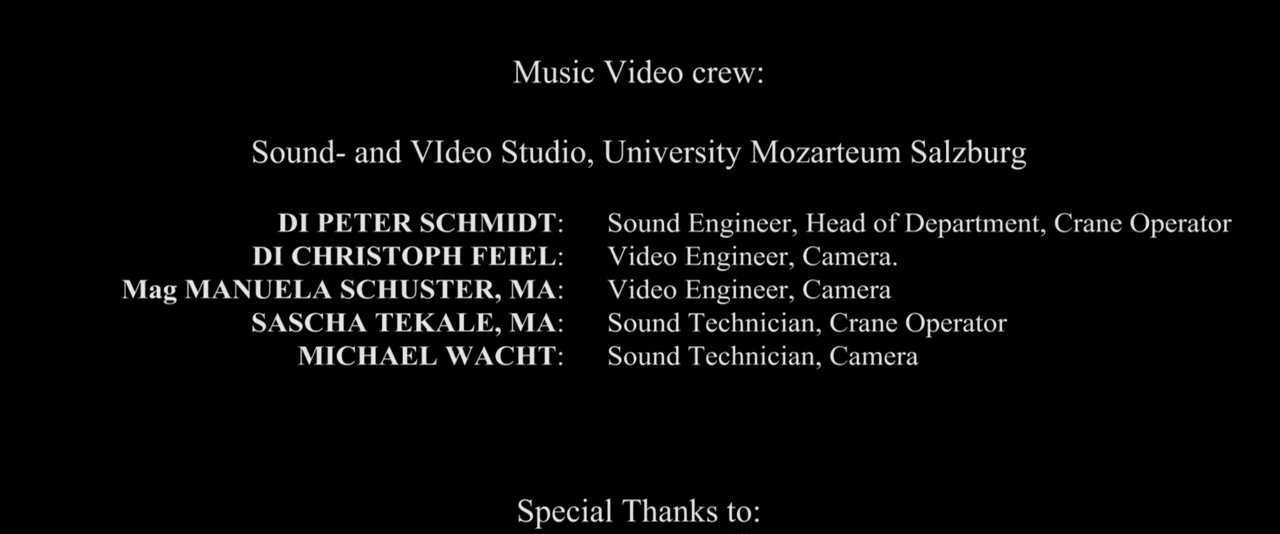 Music Video crew:
Sound- and VIdeo Studio, University Mozarteum Salzburg
DI PETER SCHMIDT: Sound Engineer, Head of Department, Crane Operator
DI CHRISTOPH FEIEL: Video Engineer, Camera.
Mag MANUELA SCHUSTER, MA: Video Engineer, Camera
SASCHA TEKALE, MA: Sound Technician, Crane Operator
MICHAEL WACHT: Sound Technician, Camera
Special Thanks to: